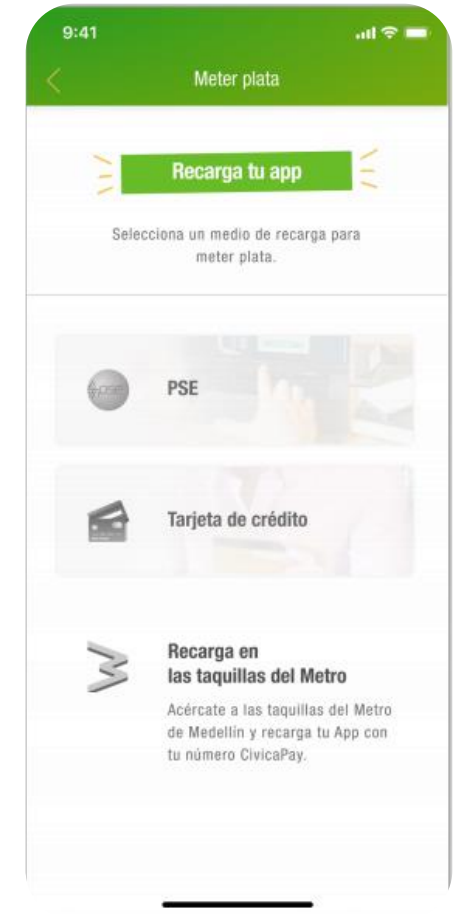 9:41
Meter plata
Recarga tu app
Selecciona un medio de recarga para
meter plata.
pse
PSE
Tarjeta de crédito
Recarga en
las taquillas del Metro
Acércate a las taquillas del Metro
de Medellín y recarga tu App con
tu número CivicaPay.